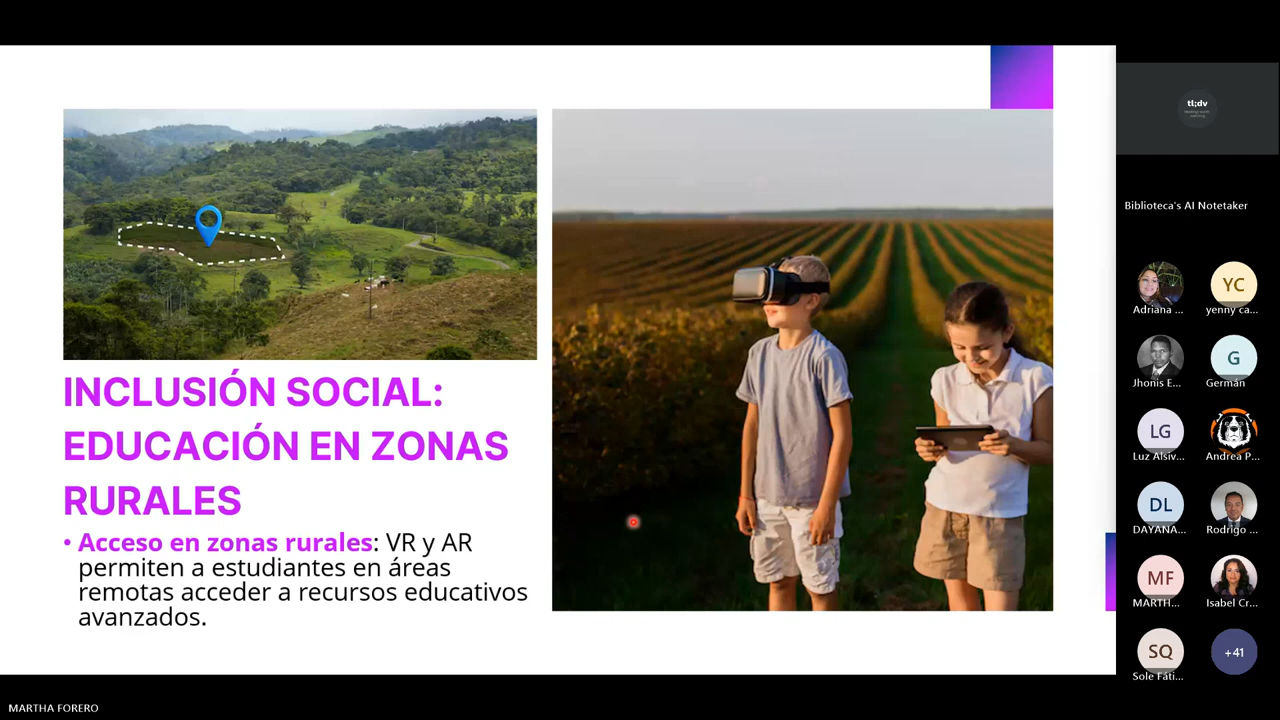 INCLUSIÓN SOCIAL:
EDUCACIÓN EN ZONAS
RURALES
• Acceso en zonas rurales: VR y AR
permiten a estudiantes en áreas
remotas acceder a recursos educativos
avanzados.
tl;dv
Biblioteca's AI Notetaker
Adriana ...
YC
yenny ca...
Jhonis E...
G
Germán
LG
Luz Alsiv...
Andrea P...
DL
DAYANA...
Rodrigo ...
MF
MARTH...
Isabel Cr...
SQ
Sole Fáti...
+41
MARTHA FORERO